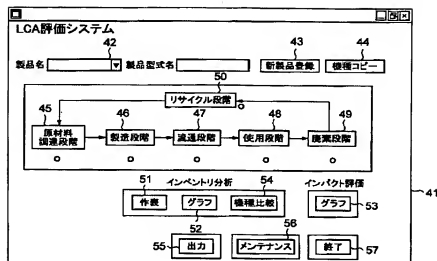 LCA評価システム
42 43 44
製品名 製品型式名 新製品登録 機種コピー
50
リサイクル段階
45 46 47 48 49
原材料調達段階 製造段階 流通段階 使用段階 廃棄段階
インベントリ分析 インパクト評価
51 54
作表 グラフ 機種比較 グラフ
52 53
41
56
55 出力 メンテナンス 終了 57